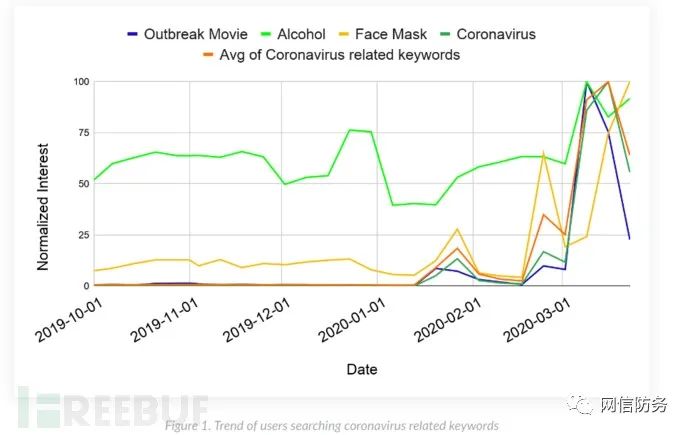 Outbreak Movie Alcohol Face Mask Coronavirus
Avg of Coronavirus related keywords
100
75
50
25
0
Normalized Interest
2019-10-01 2019-11-01 2019-12-01 2020-01-01 2020-02-01 2020-03-01
Date
FREEBUF
网信防务
Figure 1. Trend of users searching coronavirus related keywords